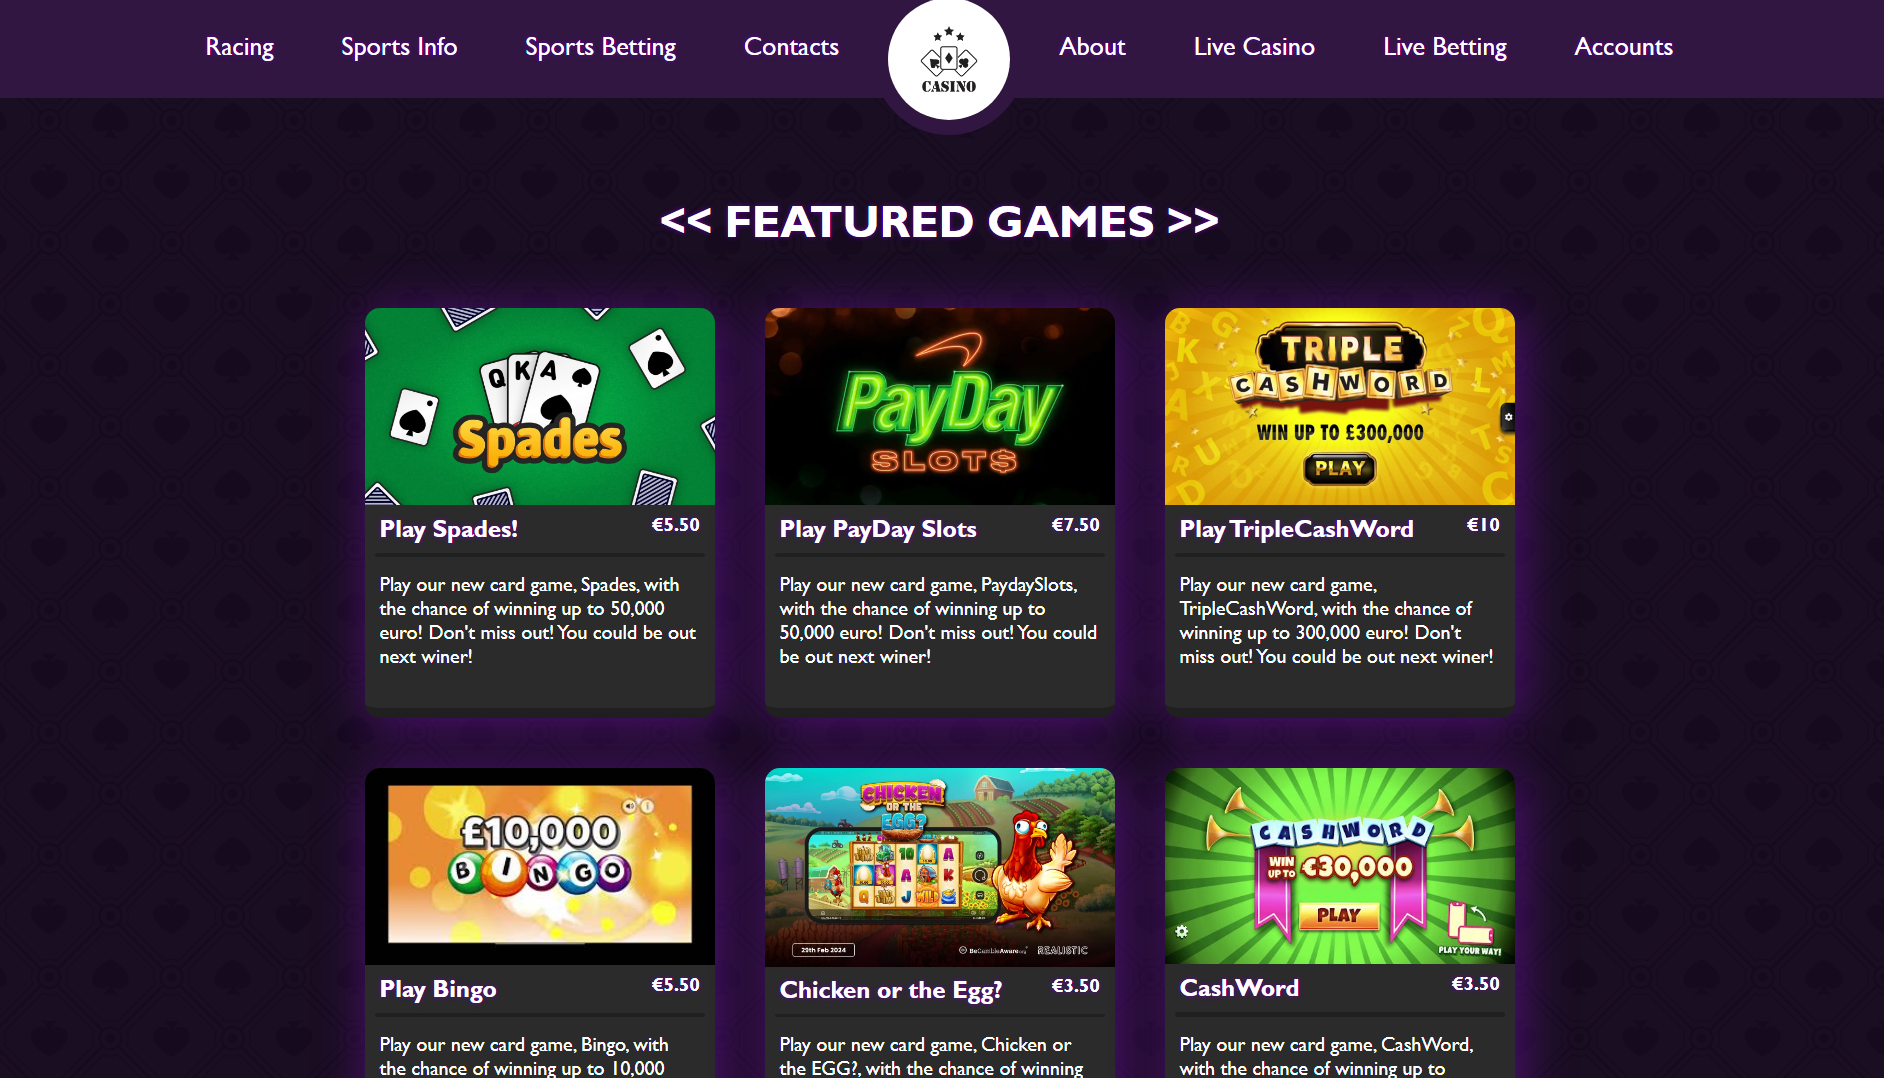 Racing Sports Info Sports Betting Contacts About Live Casino Live Betting Accounts
CASINO
<< FEATURED GAMES >>
Q K A
Spades
PayDay
SLOT$
TRIPLE
CASHWORD
WIN UP TO £300,000
PLAY
Play Spades! €5.50
Play our new card game, Spades, with
the chance of winning up to 50,000
euro! Don't miss out! You could be out
next winer!
Play PayDay Slots €7.50
Play our new card game, PaydaySlots,
with the chance of winning up to
50,000 euro! Don't miss out! You could
be out next winer!
Play TripleCashWord €10
Play our new card game,
TripleCashWord, with the chance of
winning up to 300,000 euro! Don't
miss out! You could be out next winer!
£10,000
BINGO
CHICKEN
OR THE
EGG?
10 A
A K
Q J WILD
29th Feb 2024
BeGambleAware.org
REALISTIC
CASHWORD
WIN
UP TO €30,000
PLAY
PLAY YOUR WAY!
Play Bingo €5.50
Play our new card game, Bingo, with
the chance of winning up to 10,000
Chicken or the Egg? €3.50
Play our new card game, Chicken or
the EGG?, with the chance of winning
CashWord €3.50
Play our new card game, CashWord,
with the chance of winning up to